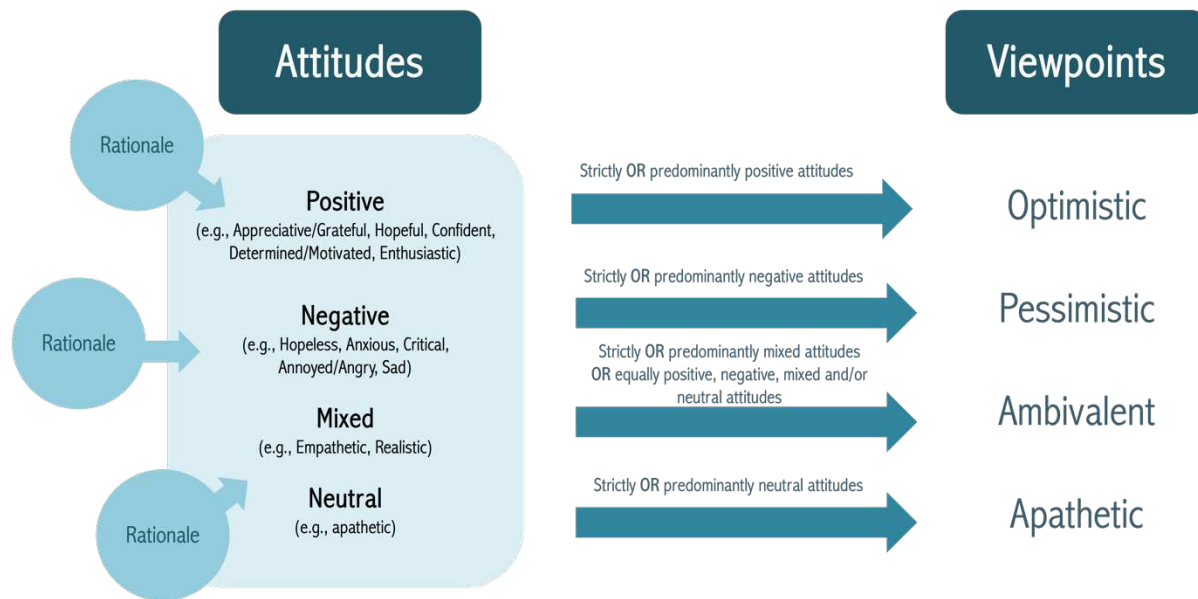 Attitudes
Viewpoints
Rationale
Positive
(e.g., Appreciative/Grateful, Hopeful, Confident,
Determined/Motivated, Enthusiastic)
Strictly OR predominantly positive attitudes
Optimistic
Rationale
Negative
(e.g., Hopeless, Anxious, Critical,
Annoyed/Angry, Sad)
Strictly OR predominantly negative attitudes
Pessimistic
Mixed
(e.g., Empathetic, Realistic)
Strictly OR predominantly mixed attitudes
OR equally positive, negative, mixed and/or
neutral attitudes
Ambivalent
Rationale
Neutral
(e.g., apathetic)
Strictly OR predominantly neutral attitudes
Apathetic